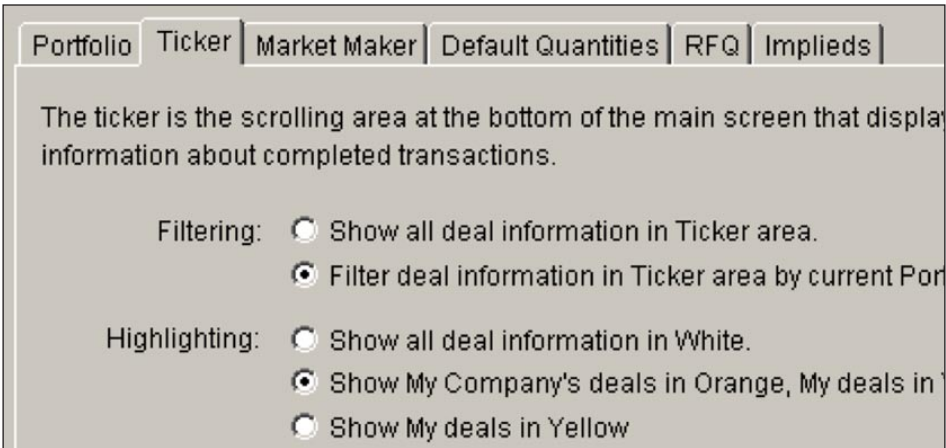 Portfolio Ticker Market Maker Default Quantities RFQ Implieds
The ticker is the scrolling area at the bottom of the main screen that
information about completed transactions.
Filtering: Show all deal information in Ticker area.
Filter deal information in Ticker area by current
Highlighting: Show all deal information in White.
Show My Company's deals in Orange, My deals in
Show My deals in Yellow